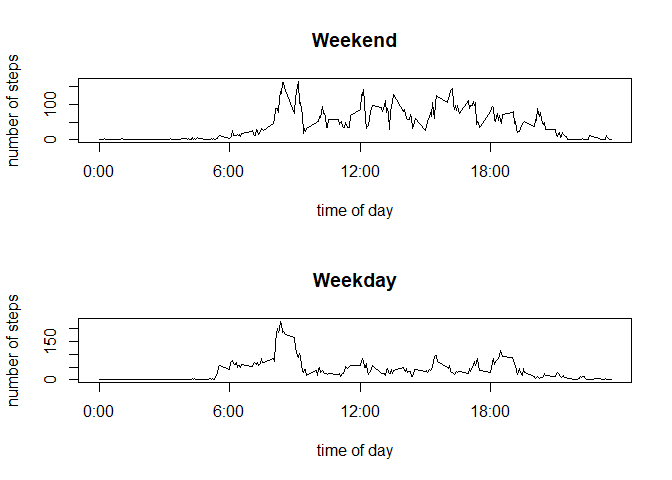 Weekend
number of steps
100
0
0:00 6:00 12:00 18:00
time of day
Weekday
number of steps
150
0
0:00 6:00 12:00 18:00
time of day